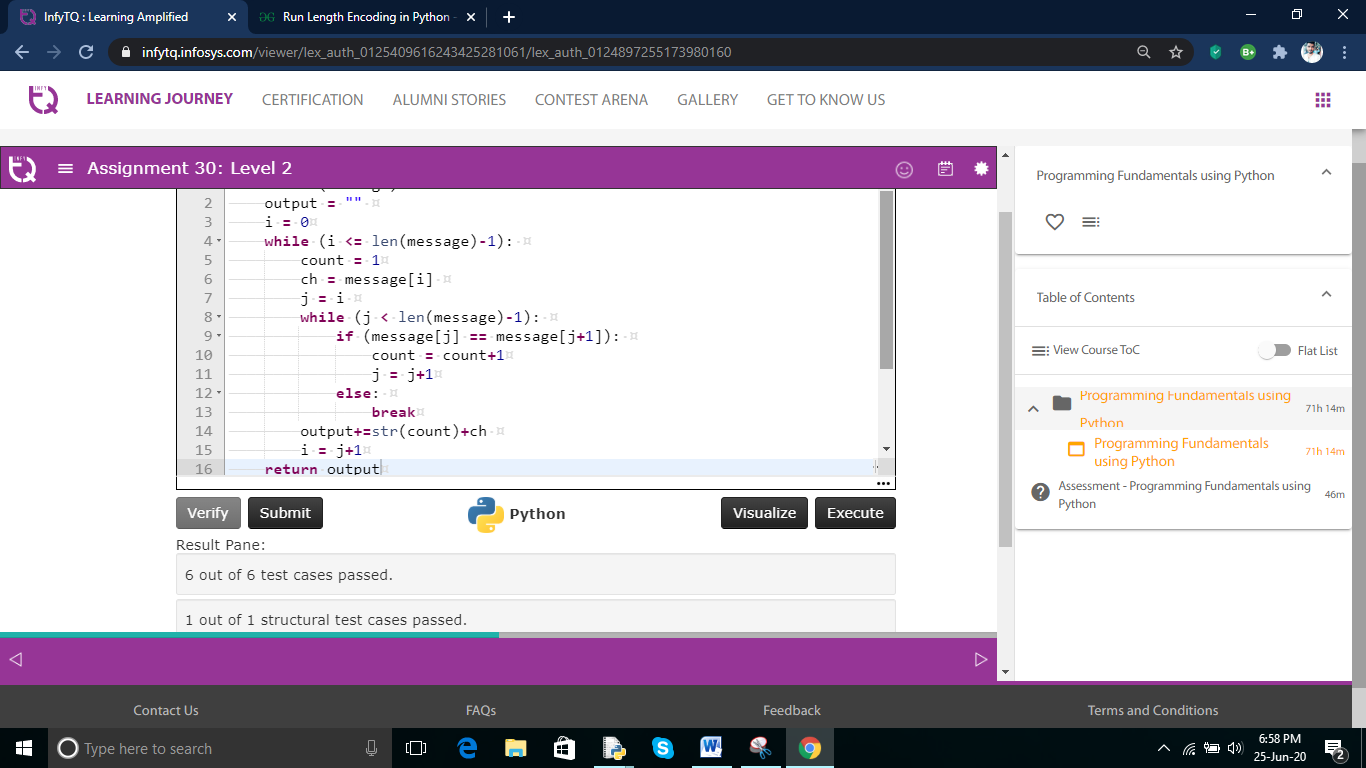 InfyTQ : Learning Amplified
Run Length Encoding in Python -
infytq.infosys.com/viewer/lex_auth_0125409616243425281061/lex_auth_0124897255173980160
LEARNING JOURNEY CERTIFICATION ALUMNI STORIES CONTEST ARENA GALLERY GET TO KNOW US
Assignment 30: Level 2
2 output = ""
3 i = 0
4 while (i <= len(message)-1):
5 count = 1
6 ch = message[i]
7 j = i
8 while (j < len(message)-1):
9 if (message[j] == message[j+1]):
10 count = count+1
11 j = j+1
12 else:
13 break
14 output+=str(count)+ch
15 i = j+1
16 return output
Verify Submit Python Visualize Execute
Result Pane:
6 out of 6 test cases passed.
1 out of 1 structural test cases passed.
Programming Fundamentals using Python
Table of Contents
View Course ToC Flat List
Programming Fundamentals using
Python
71h 14m
Programming Fundamentals
using Python
71h 14m
Assessment - Programming Fundamentals using
Python
46m
Contact Us FAQs Feedback Terms and Conditions
Type here to search
6:58 PM
25-Jun-20
2